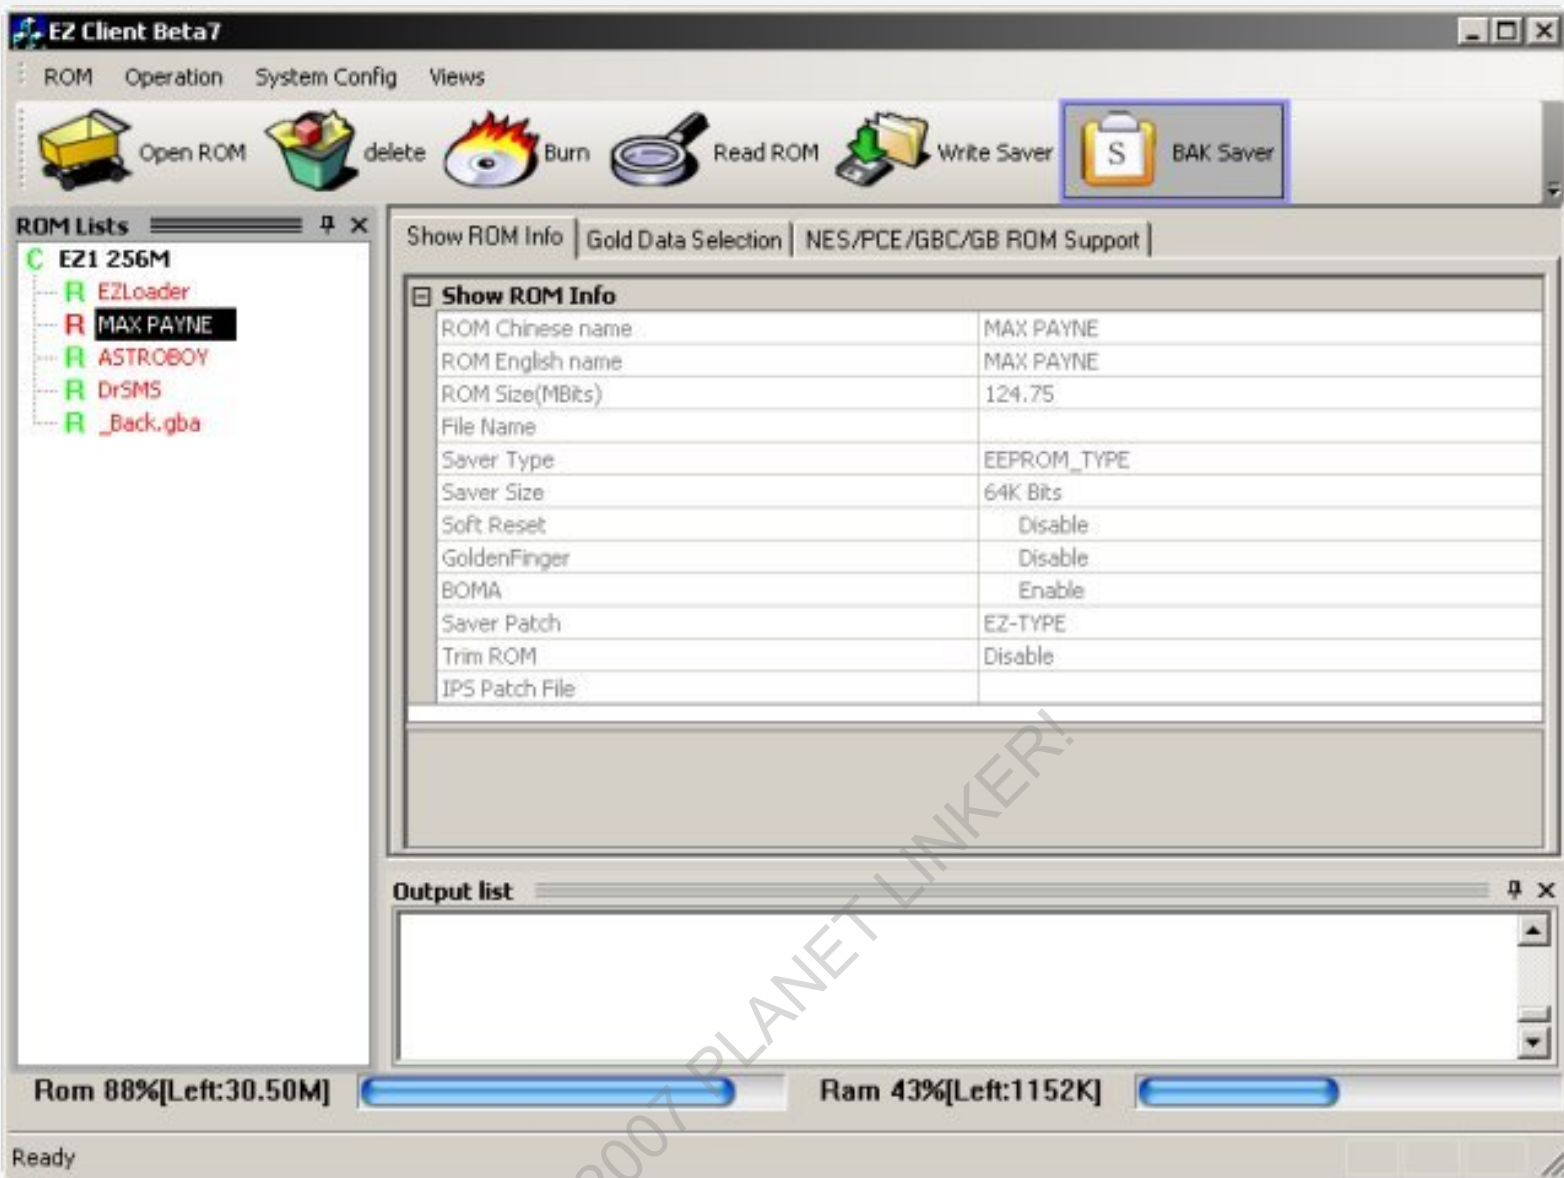 EZ Client Beta7
ROM Operation System Config Views
Open ROM delete Burn Read ROM Write Saver S BAK Saver
ROM Lists
C EZ1 256M
R EZLoader
R MAX PAYNE
R ASTROBOY
R DrSMS
R _Back.gba
Show ROM Info Gold Data Selection NES/PCE/GBC/GB ROM Support
Show ROM Info
ROM Chinese name MAX PAYNE
ROM English name MAX PAYNE
ROM Size(MBits) 124.75
File Name
Saver Type EEPROM_TYPE
Saver Size 64K Bits
Soft Reset Disable
GoldenFinger Disable
BOMA Enable
Saver Patch EZ-TYPE
Trim ROM Disable
IPS Patch File
Output list
Rom 88%[Left:30.50M] Ram 43%[Left:1152K]
Ready
2007 PLANET LINKER!